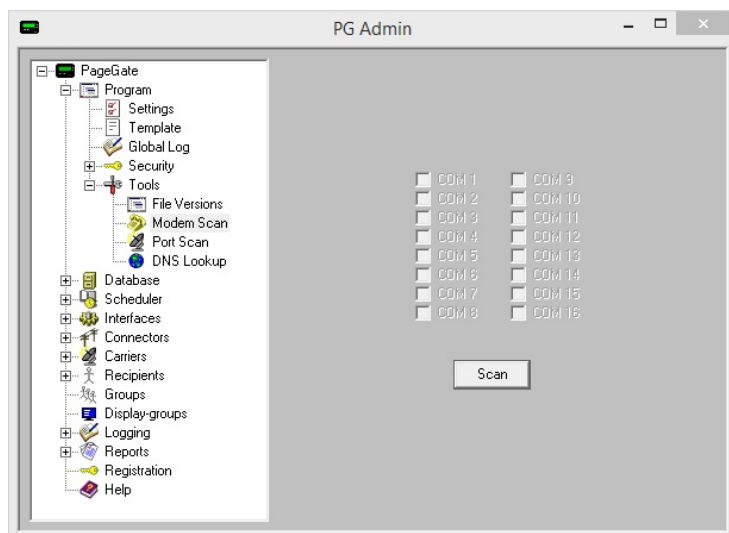 PG Admin
PageGate
Program
Settings
Template
Global Log
Security
Tools
File Versions
Modem Scan
Port Scan
DNS Lookup
Database
Scheduler
Interfaces
Connectors
Carriers
Recipients
Groups
Display-groups
Logging
Reports
Registration
Help
COM 1
COM 2
COM 3
COM 4
COM 5
COM 6
COM 7
COM 8
COM 9
COM 10
COM 11
COM 12
COM 13
COM 14
COM 15
COM 16
Scan